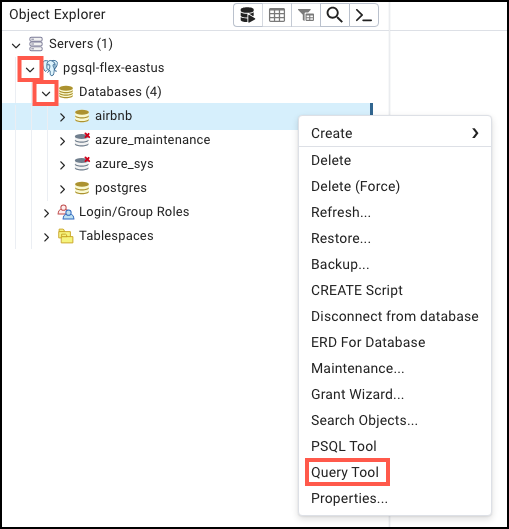 Object Explorer
Servers (1)
pgsql-flex-eastus
Databases (4)
airbnb
azure_maintenance
azure_sys
postgres
Login/Group Roles
Tablespaces
Create
Delete
Delete (Force)
Refresh...
Restore...
Backup...
CREATE Script
Disconnect from database
ERD For Database
Maintenance...
Grant Wizard...
Search Objects...
PSQL Tool
Query Tool
Properties...